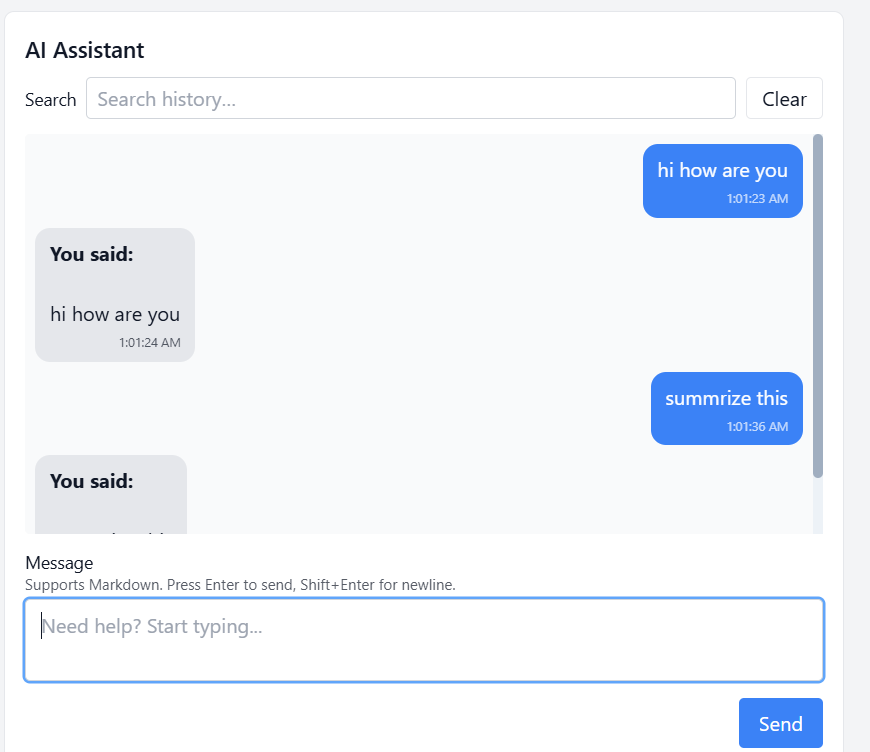 AI Assistant
Search Search history... Clear
hi how are you
1:01:23 AM
You said:
hi how are you
1:01:24 AM
summrize this
1:01:36 AM
You said:
Message
Supports Markdown. Press Enter to send, Shift+Enter for newline.
Need help? Start typing...
Send